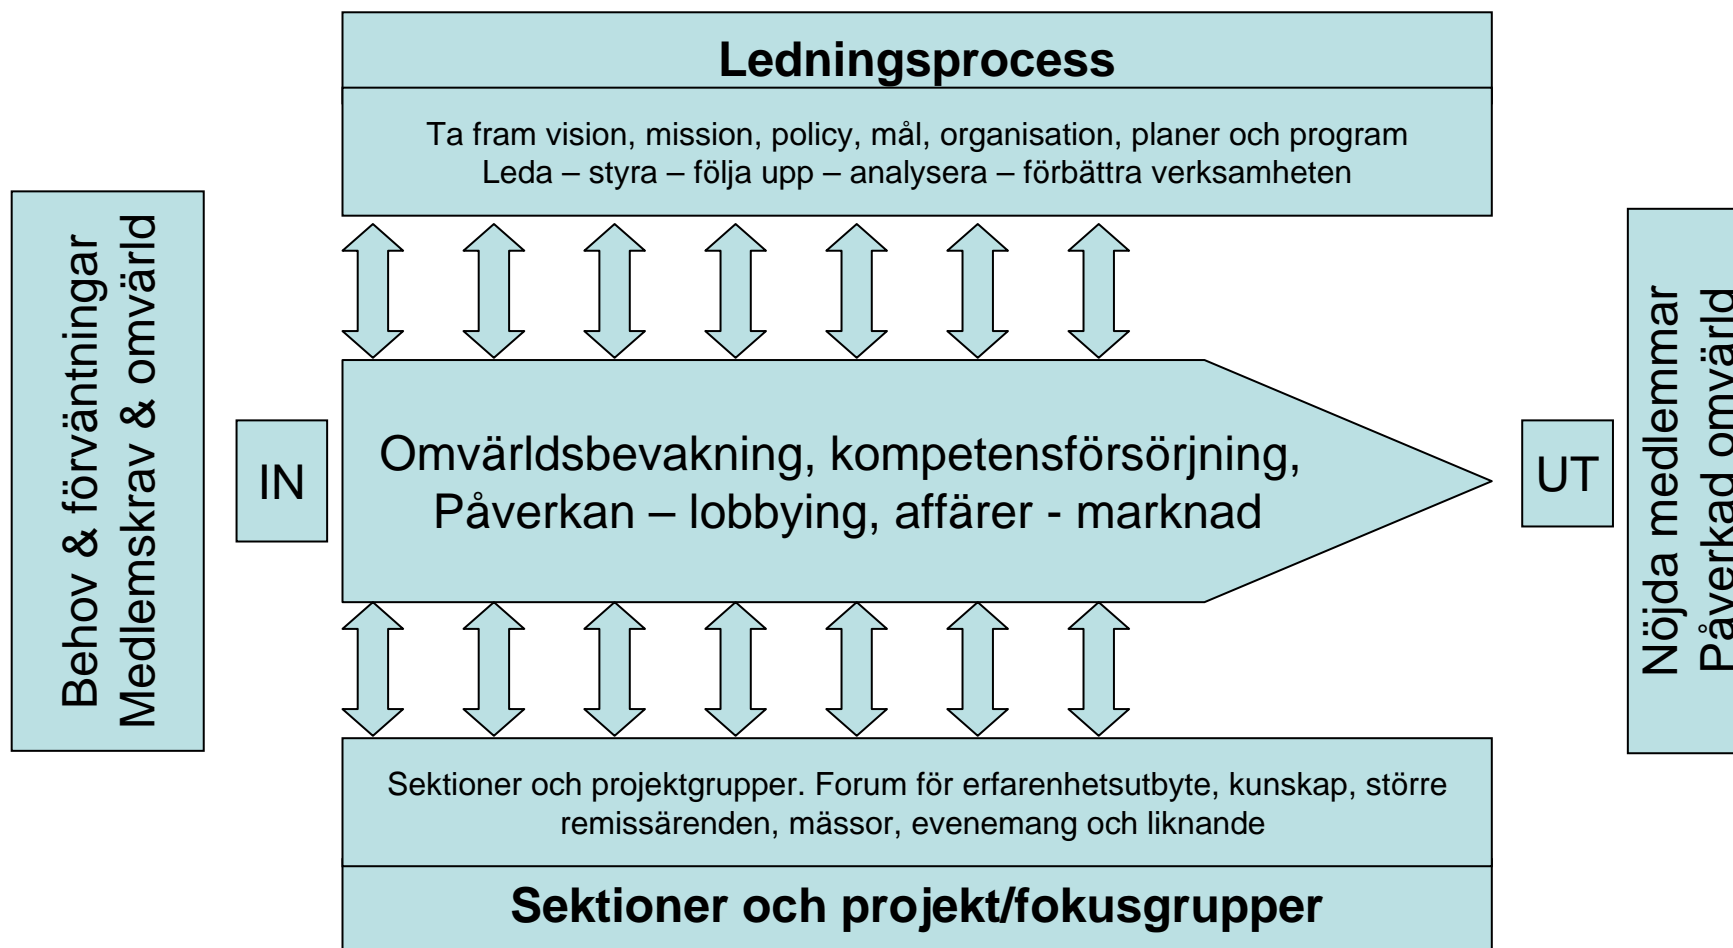 Ledningsprocess
Ta fram vision, mission, policy, mål, organisation, planer och program
Leda – styra – följa upp – analysera – förbättra verksamheten
Behov & förväntningar
Medlemskrav & omvärld
IN
Omvärldsbevakning, kompetensförsörjning,
Påverkan – lobbying, affärer - marknad
UT
Nöjda medlemmar
Påverkad omvärld
Sektioner och projektgrupper. Forum för erfarenhetsutbyte, kunskap, större
remissärenden, mässor, evenemang och liknande
Sektioner och projekt/fokusgrupper